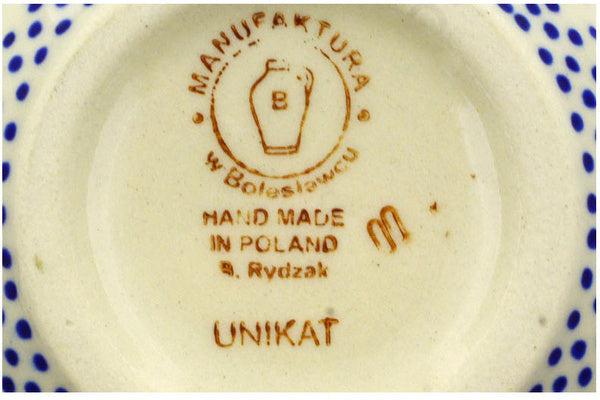 MANUFAKTURA
B
w Bolesławcu
HAND MADE
IN POLAND
B. Rydzak
UNIKAT